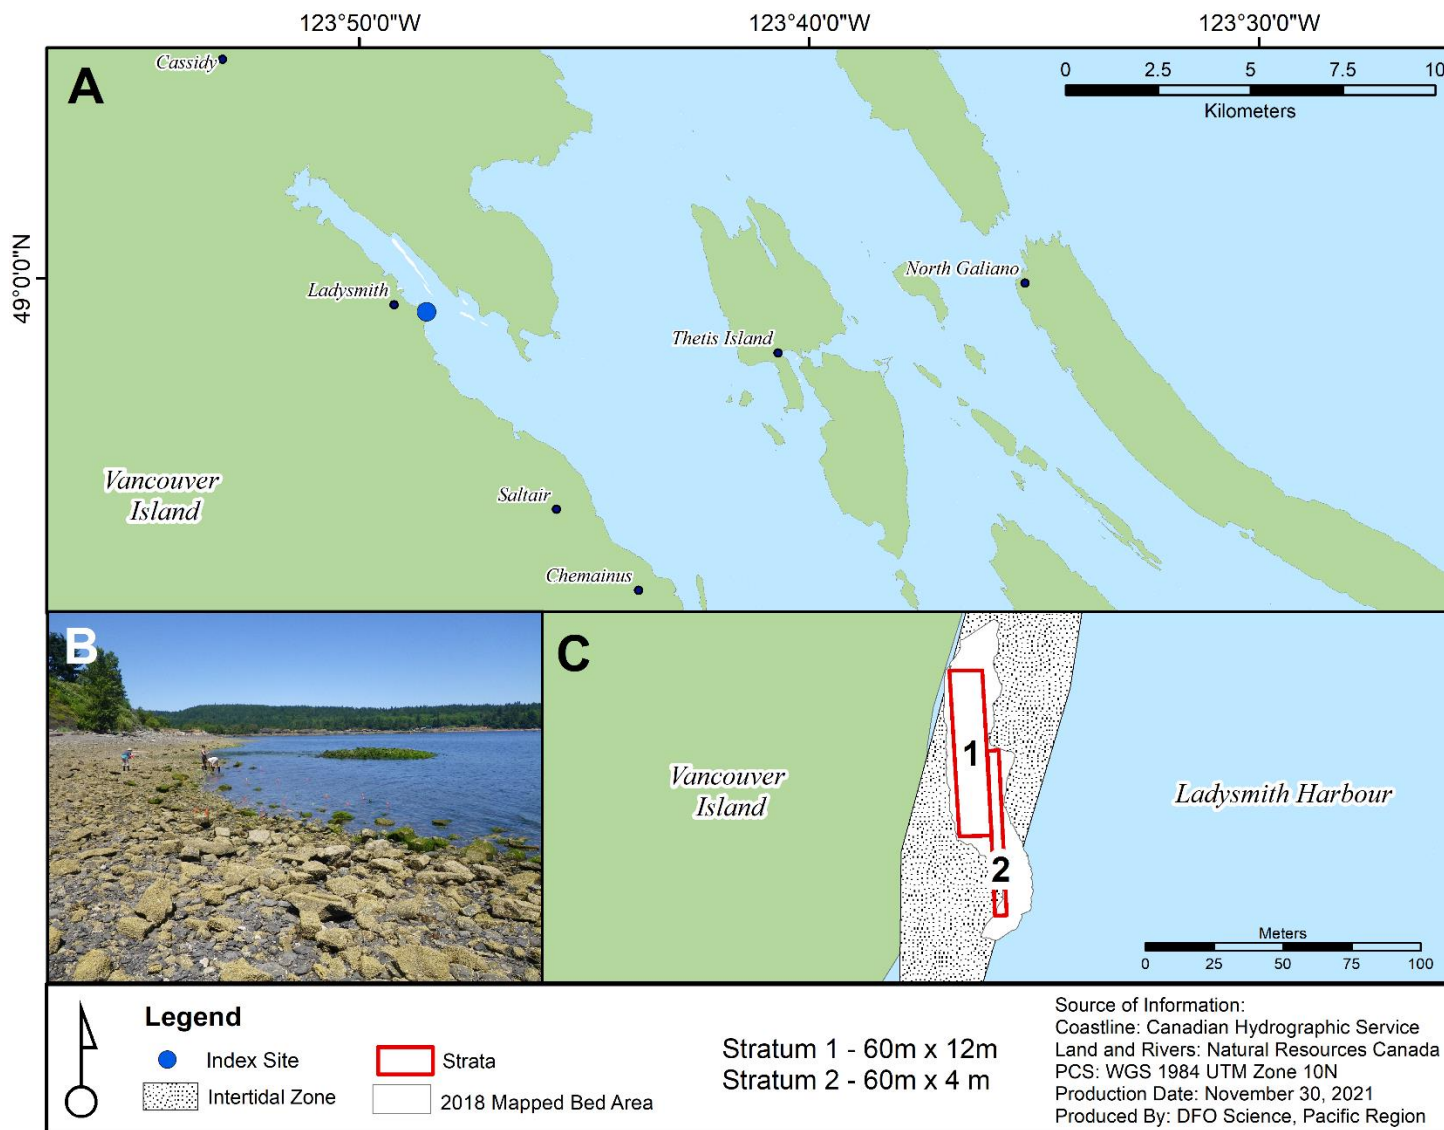 123°50'0"W
123°40'0"W
123°30'0"W
49°0'0"N
A
Cassidy
0 2.5 5 7.5 10
Kilometers
Ladysmith
North Galiano
Thetis Island
Vancouver
Island
Saltair
Chemainus
B
C
1
2
Vancouver
Island
Ladysmith Harbour
Meters
0 25 50 75 100
Legend
Index Site
Strata
Intertidal Zone
2018 Mapped Bed Area
Stratum 1 - 60m x 12m
Stratum 2 - 60m x 4 m
Source of Information:
Coastline: Canadian Hydrographic Service
Land and Rivers: Natural Resources Canada
PCS: WGS 1984 UTM Zone 10N
Production Date: November 30, 2021
Produced By: DFO Science, Pacific Region